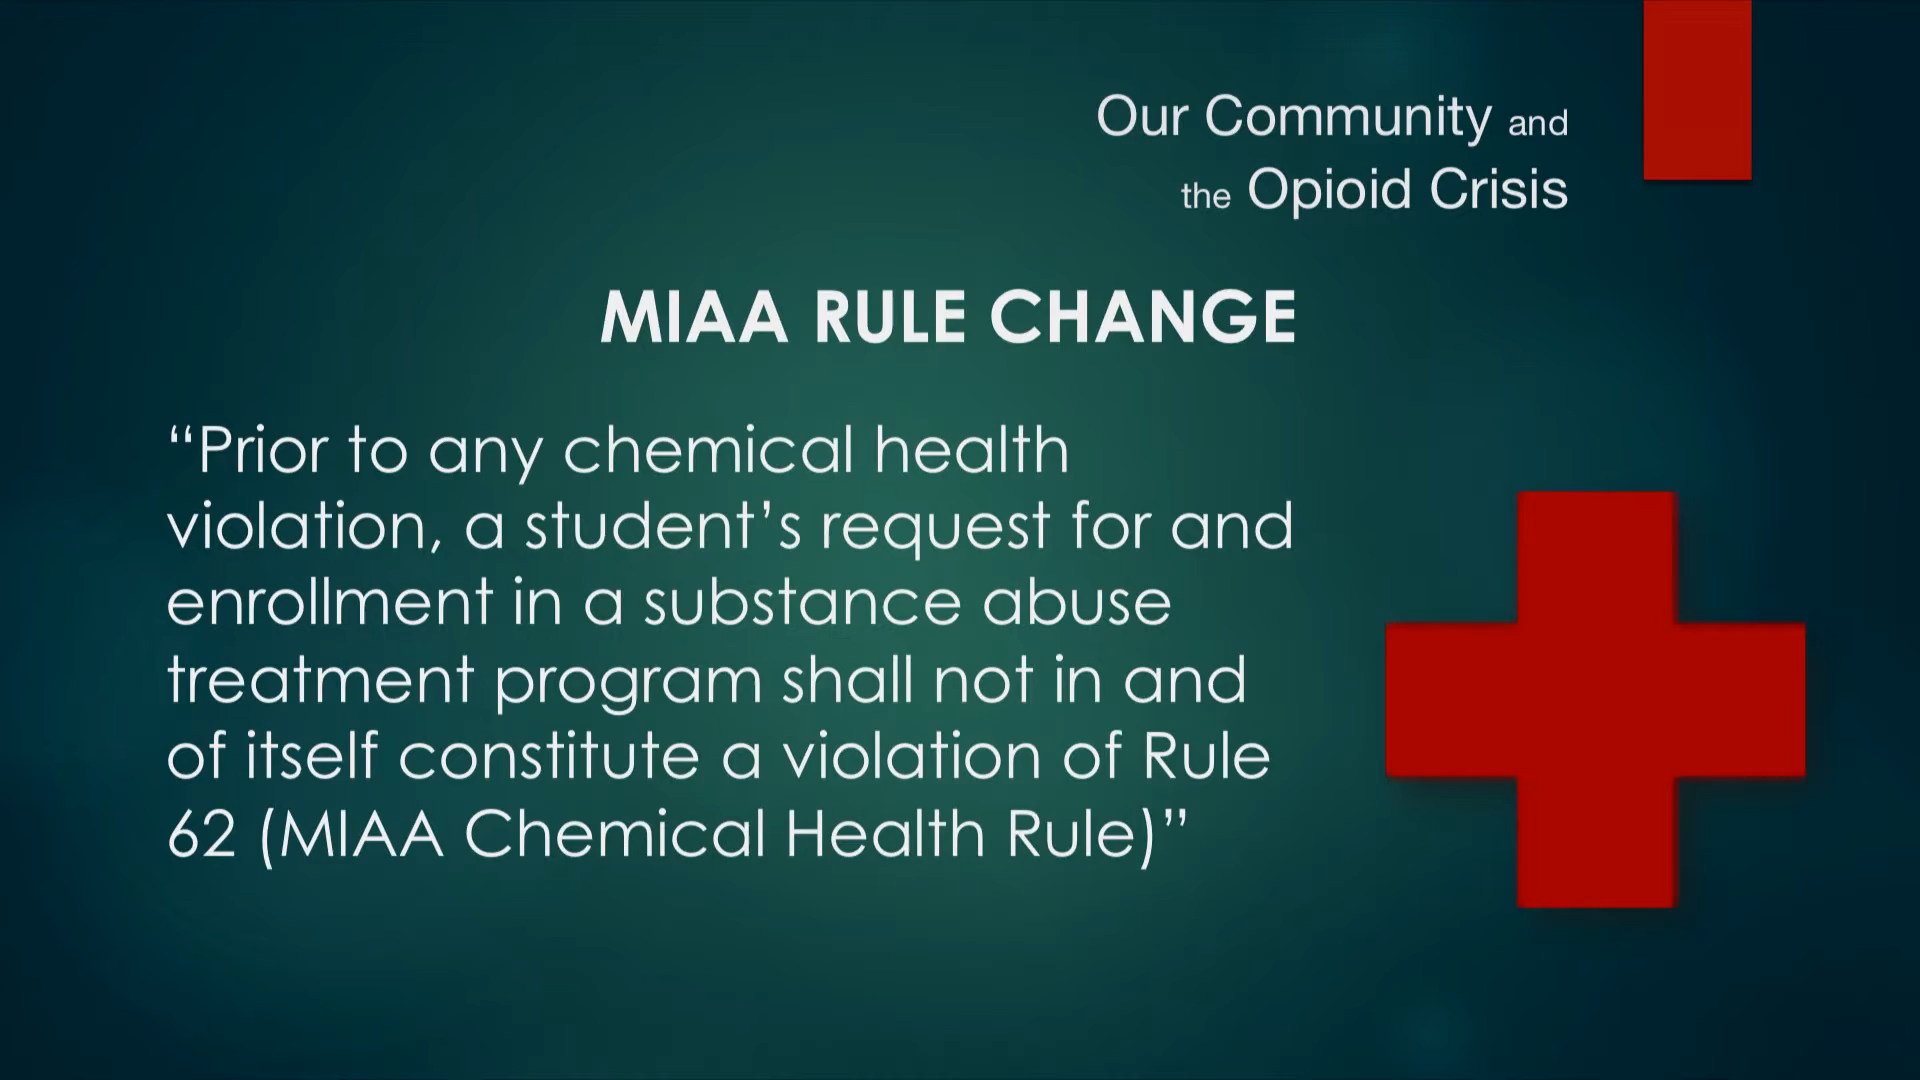 Our Community and
the Opioid Crisis
MIAA RULE CHANGE
“Prior to any chemical health
violation, a student’s request for and
enrollment in a substance abuse
treatment program shall not in and
of itself constitute a violation of Rule
62 (MIAA Chemical Health Rule)”